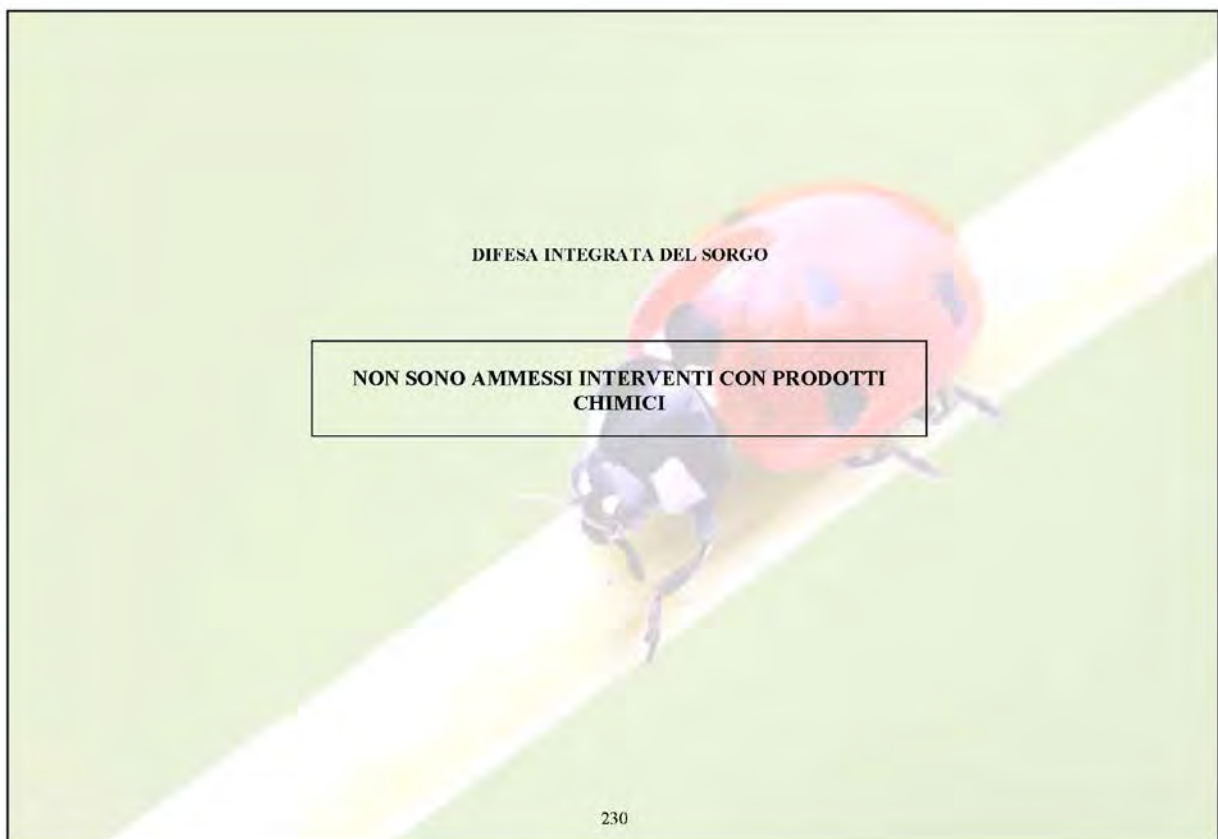 DIFESA INTEGRATA DEL SORGO
NON SONO AMMESSI INTERVENTI CON PRODOTTI
CHIMICI
230